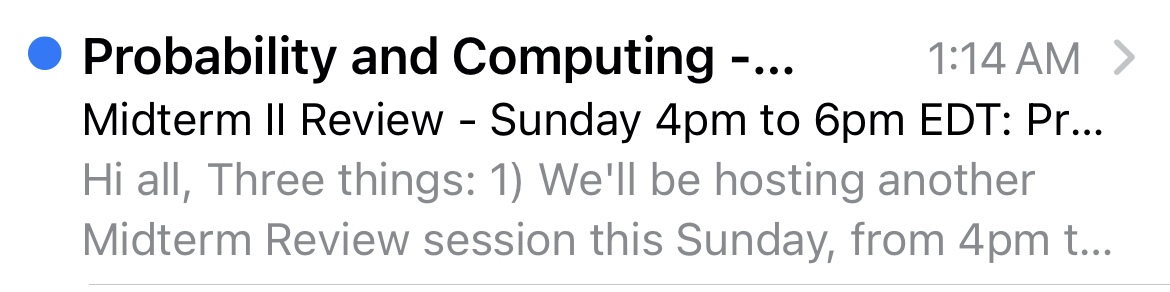 Probability and Computing -... 1:14 AM
Midterm II Review - Sunday 4pm to 6pm EDT: Pr...
Hi all, Three things: 1) We'll be hosting another
Midterm Review session this Sunday, from 4pm t...